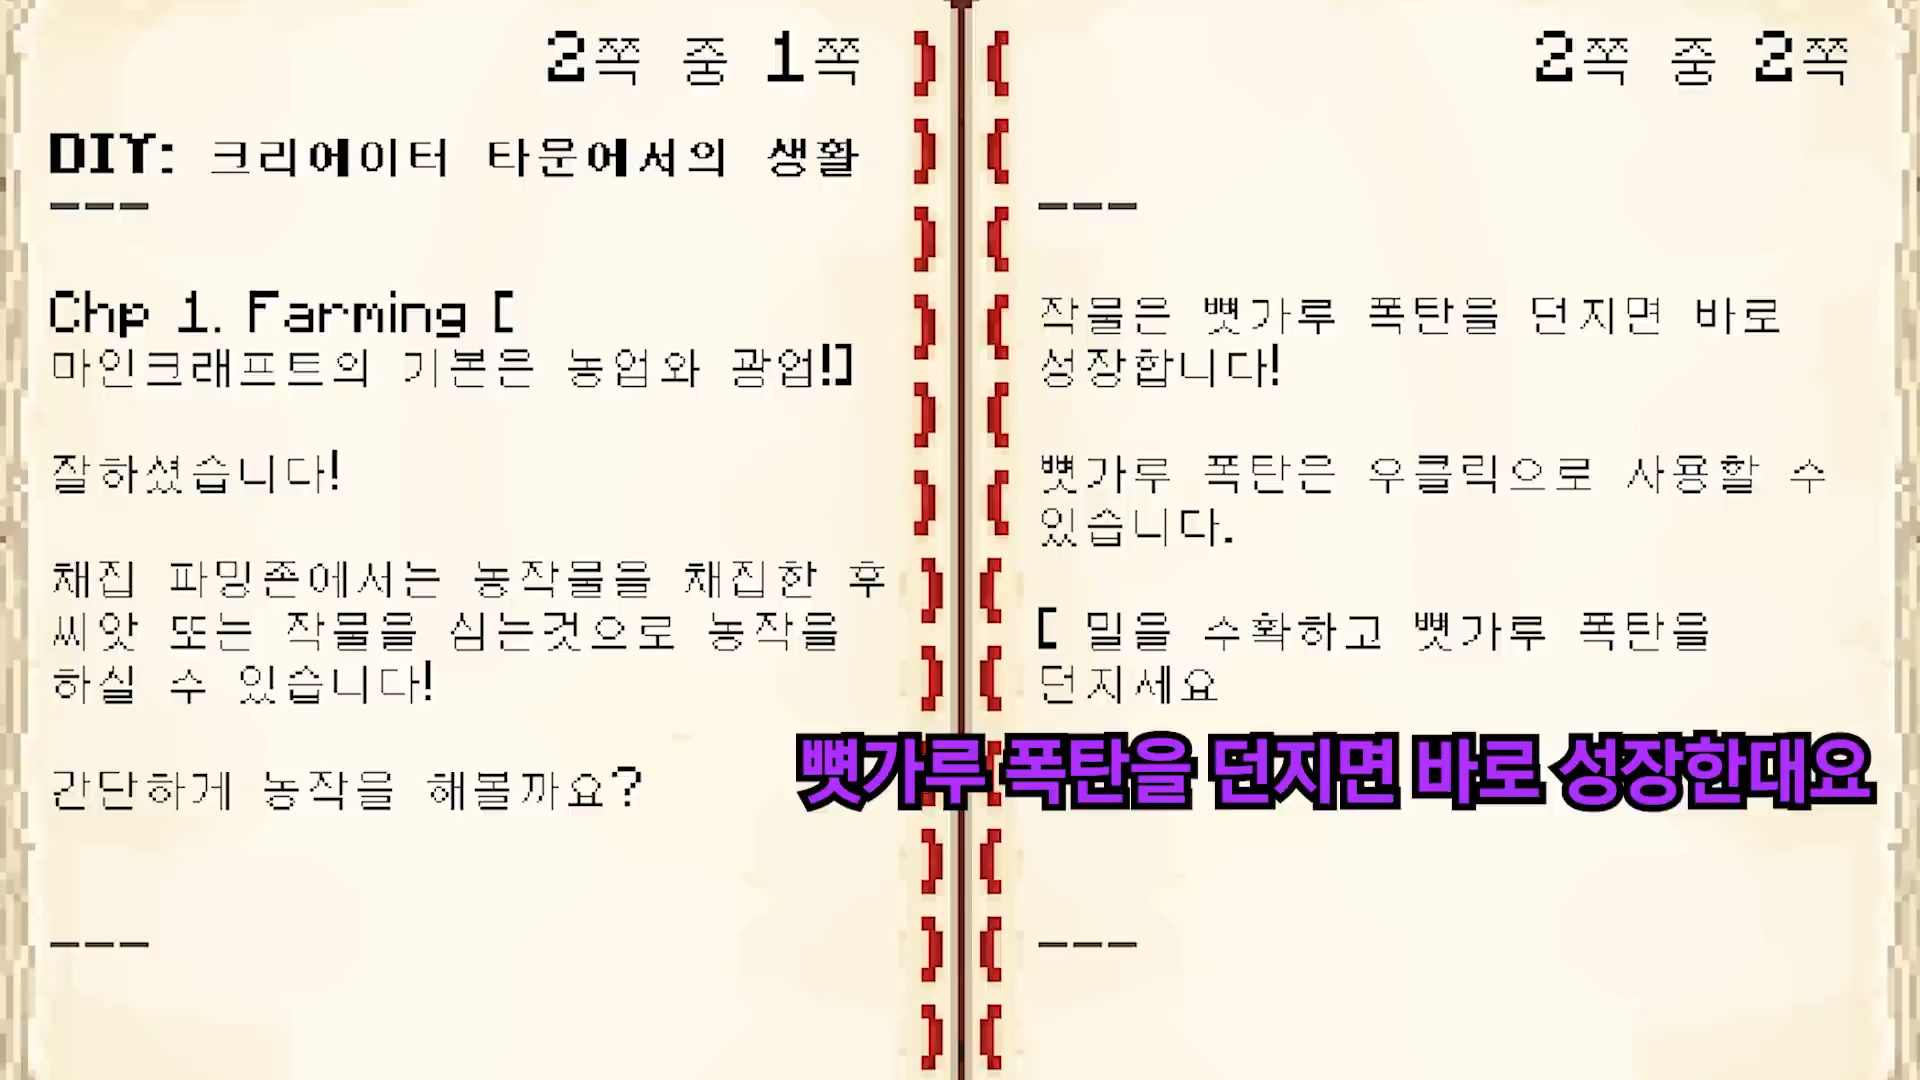 2쪽 중 1쪽
DIY: 크리에이터 타운에서의 생활
---
Chp 1. Farming [
마인크래프트의 기본은 농업와 광업!]
잘하셨습니다!
채집 파밍존에서는 농작물을 채집한 후
씨앗 또는 작물을 심는것으로 농작을
하실 수 있습니다!
간단하게 농작을 해볼까요?
---
2쪽 중 2쪽
---
작물은 뼛가루 폭탄을 던지면 바로
성장합니다!
뼛가루 폭탄은 우클릭으로 사용할 수
있습니다.
[ 밀을 수확하고 뼛가루 폭탄을
던지세요
뼛가루 폭탄을 던지면 바로 성장한대요
---